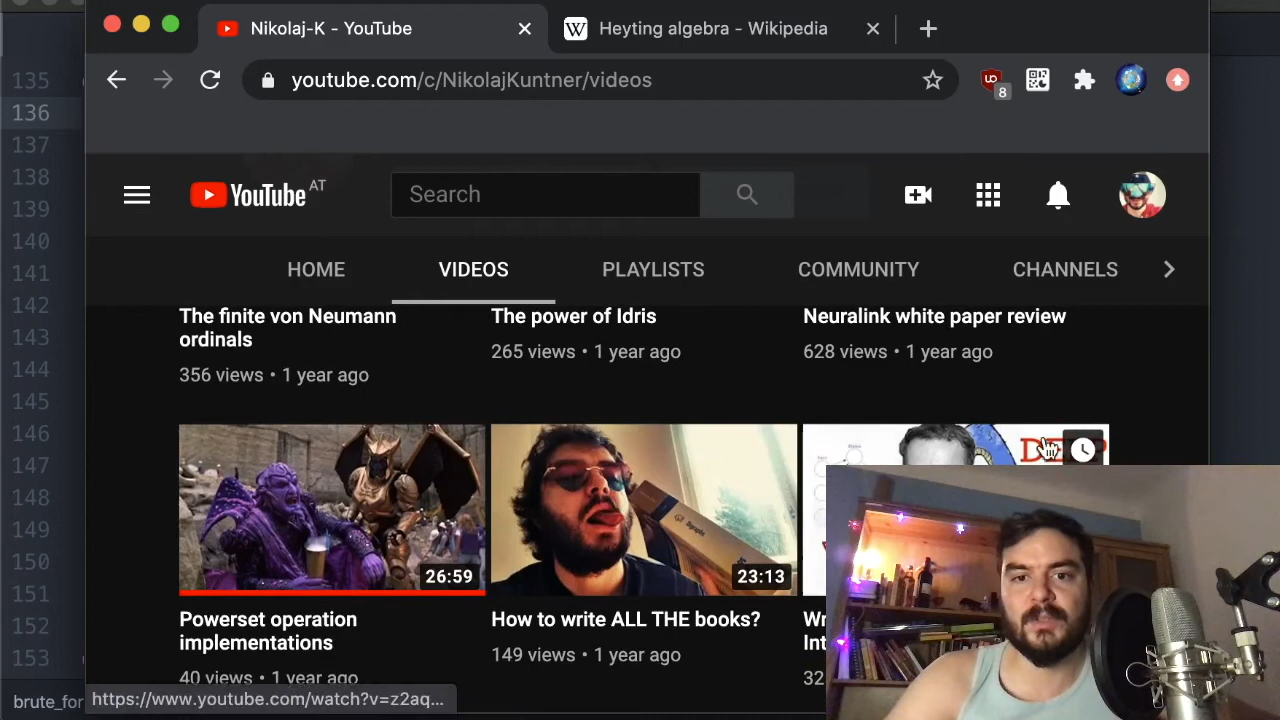 Nikolaj-K - YouTube
W Heyting algebra - Wikipedia
youtube.com/c/NikolajKuntner/videos
8
YouTube AT
Search
HOME VIDEOS PLAYLISTS COMMUNITY CHANNELS
The finite von Neumann
ordinals
356 views • 1 year ago
The power of Idris
265 views • 1 year ago
Neuralink white paper review
628 views • 1 year ago
26:59
Powerset operation
implementations
40 views • 1 year ago
23:13
How to write ALL THE books?
149 views • 1 year ago
32
https://www.youtube.com/watch?v=z2aq...
135
136
137
138
139
140
141
142
143
144
145
146
147
148
149
150
151
152
153
brute_for